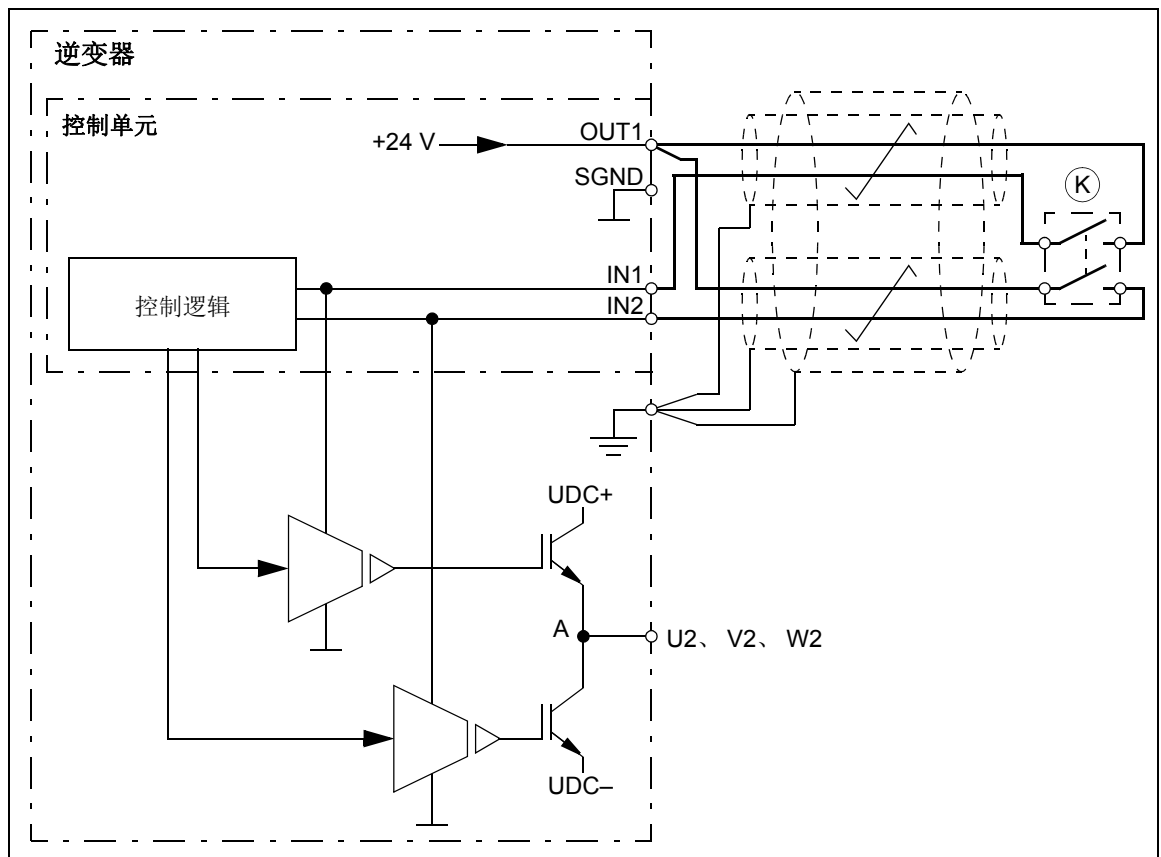 逆变器
控制单元
+24 V
OUT1
SGND
K
IN1
IN2
控制逻辑
UDC+
A
U2、 V2、 W2
UDC–